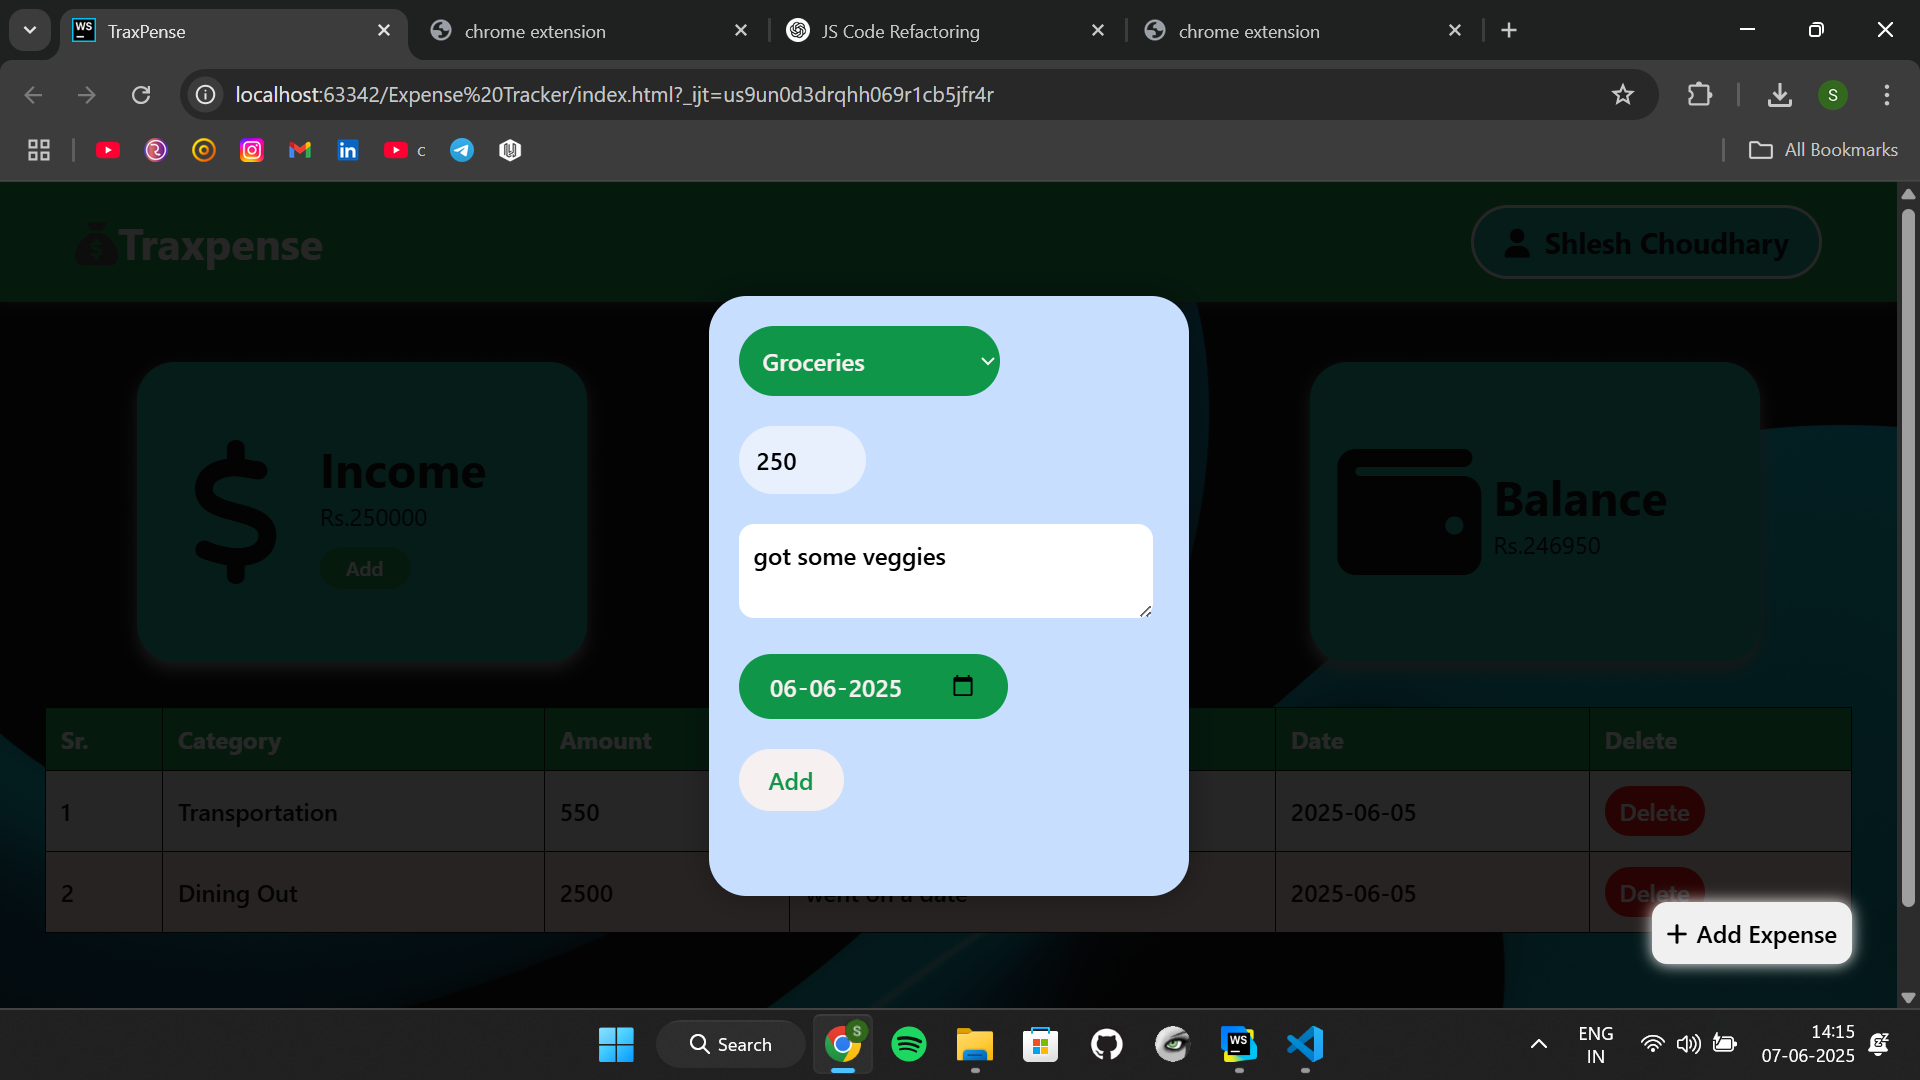 TraxPense
chrome extension
JS Code Refactoring
chrome extension
localhost:63342/Expense%20Tracker/index.html?_ijt=us9un0d3drqhh069r1cb5jfr4r
S
c
All Bookmarks
Traxpense
Shlesh Choudhary
Groceries
250
Income
Rs.250000
Add
Balance
Rs.246950
got some veggies
06-06-2025
Add
Sr. Category Amount Date Delete
1 Transportation 550 2025-06-05 Delete
2 Dining Out 2500 went on a date 2025-06-05 Delete
+ Add Expense
Search
S
WS
ENG
IN
14:15
07-06-2025